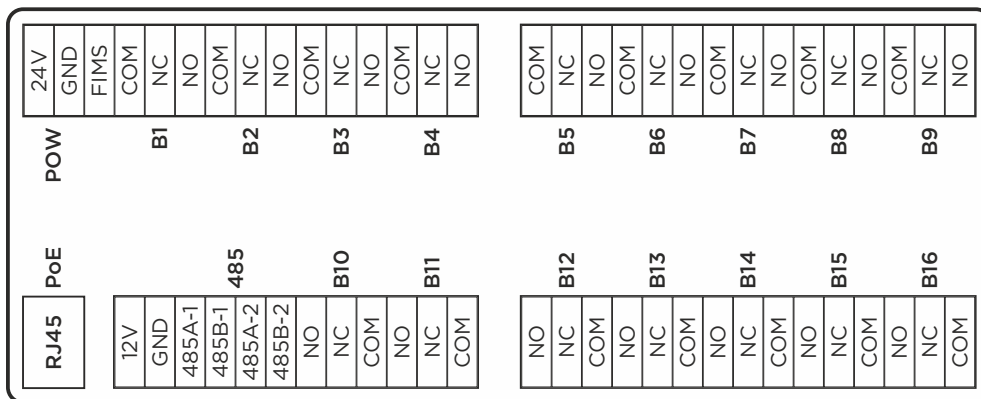 24V GND FIMS COM NC NO COM NC NO COM NC NO COM NC NO COM NC NO COM NC NO COM NC NO COM NC NO COM NC NO
POW B1 B2 B3 B4 B5 B6 B7 B8 B9
PoE 485 B10 B11 B12 B13 B14 B15 B16
RJ45 12V GND 485A-1 485B-1 485A-2 485B-2 NO NC COM NO NC COM NO NC COM NO NC COM NO NC COM NO NC COM NO NC COM